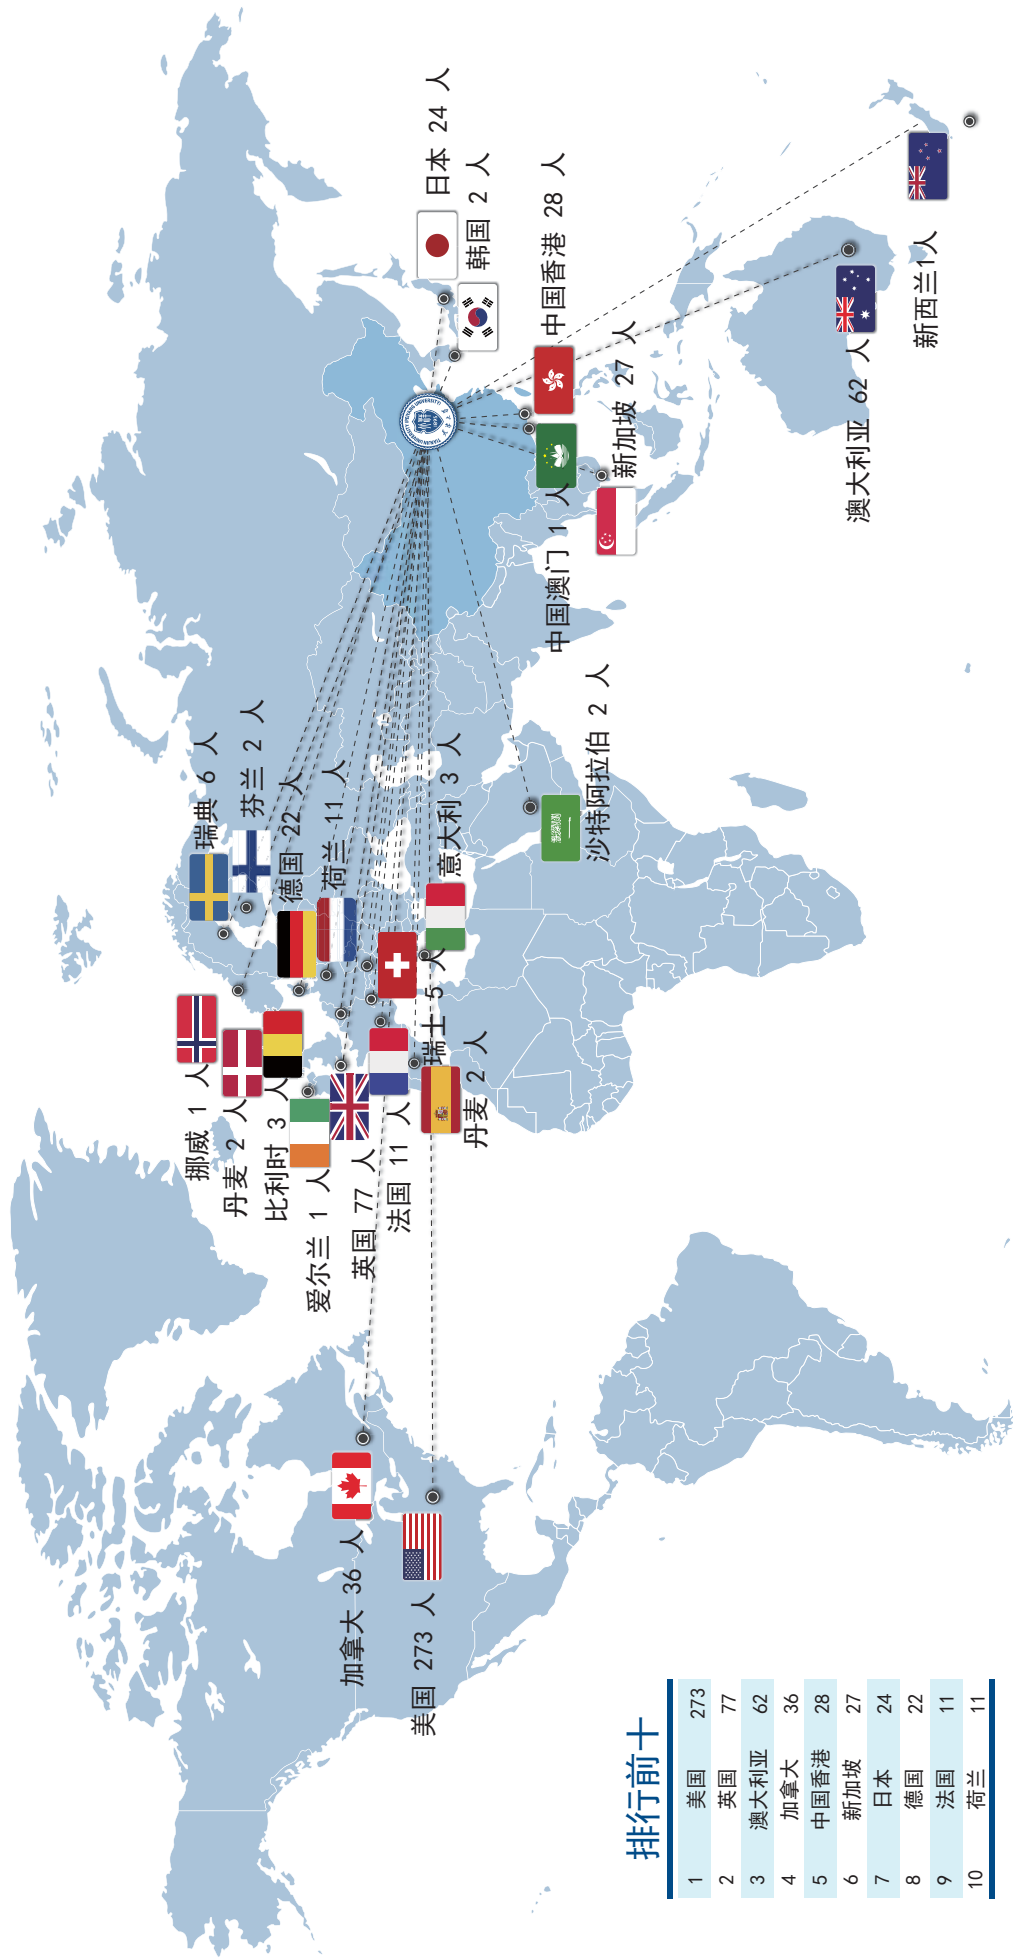 瑞典 6 人
芬兰 2 人
德国 22 人
荷兰 11 人
挪威 1 人
丹麦 2 人
比利时 3 人
爱尔兰 1 人
英国 77 人
法国 11 人
瑞士 5 人
丹麦 2 人
意大利 3 人
加拿大 36 人
美国 273 人
日本 24 人
韩国 2 人
中国香港 28 人
新加坡 27 人
中国澳门 1 人
沙特阿拉伯 2 人
澳大利亚 62 人
新西兰1人
排行前十
1 美国 273
2 英国 77
3 澳大利亚 62
4 加拿大 36
5 中国香港 28
6 新加坡 27
7 日本 24
8 德国 22
9 法国 11
10 荷兰 11